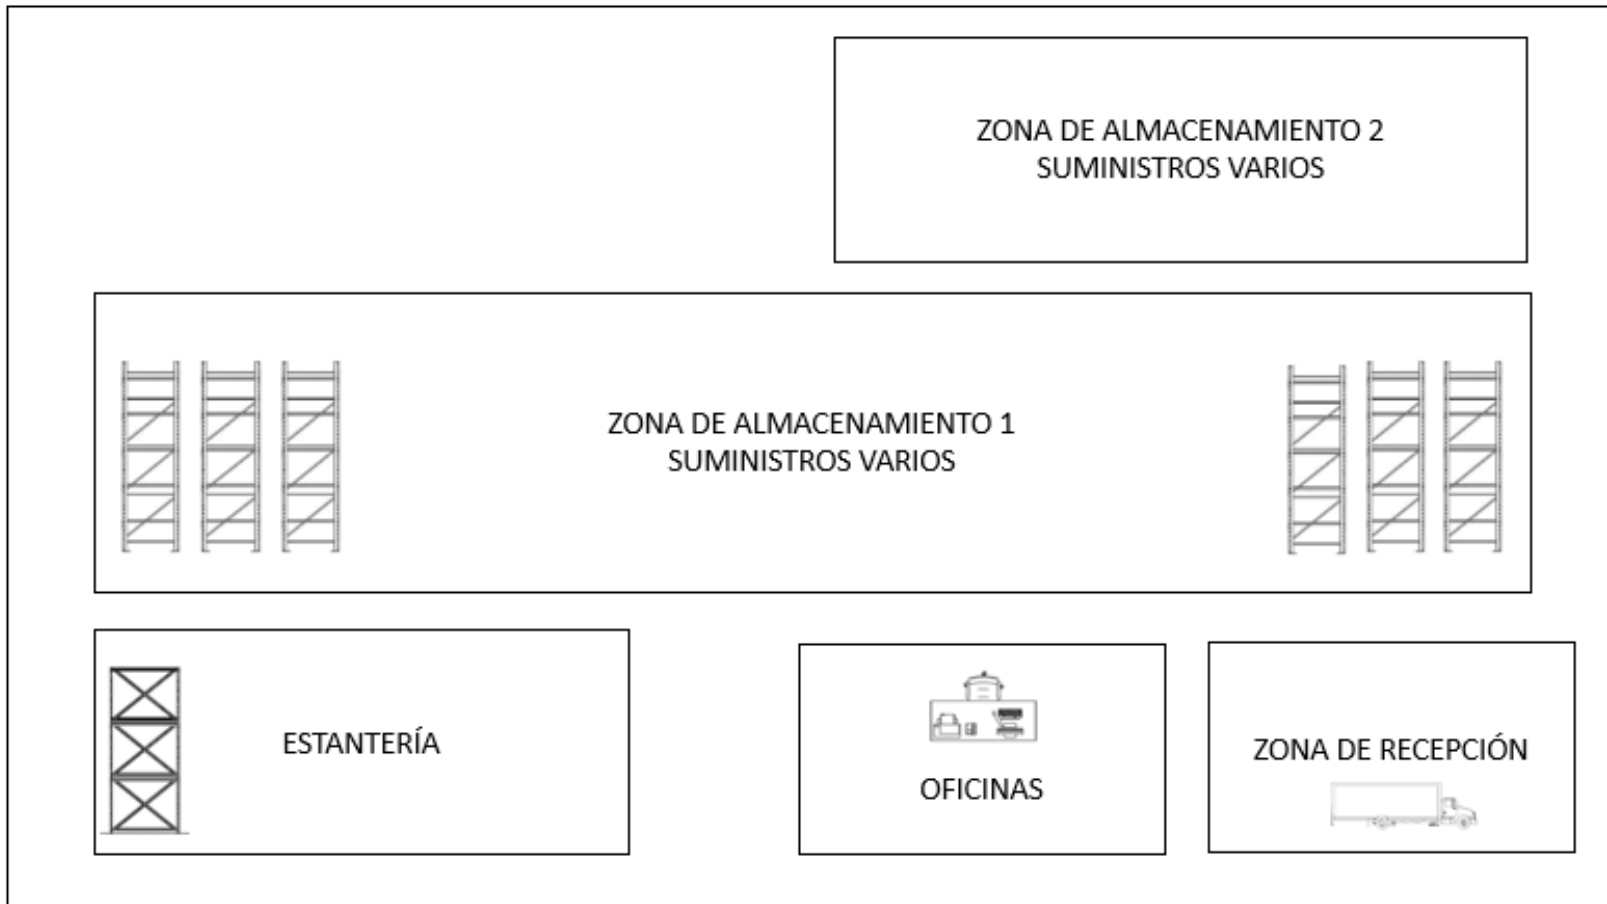 ZONA DE ALMACENAMIENTO 2
SUMINISTROS VARIOS
ZONA DE ALMACENAMIENTO 1
SUMINISTROS VARIOS
ESTANTERÍA
OFICINAS
ZONA DE RECEPCIÓN